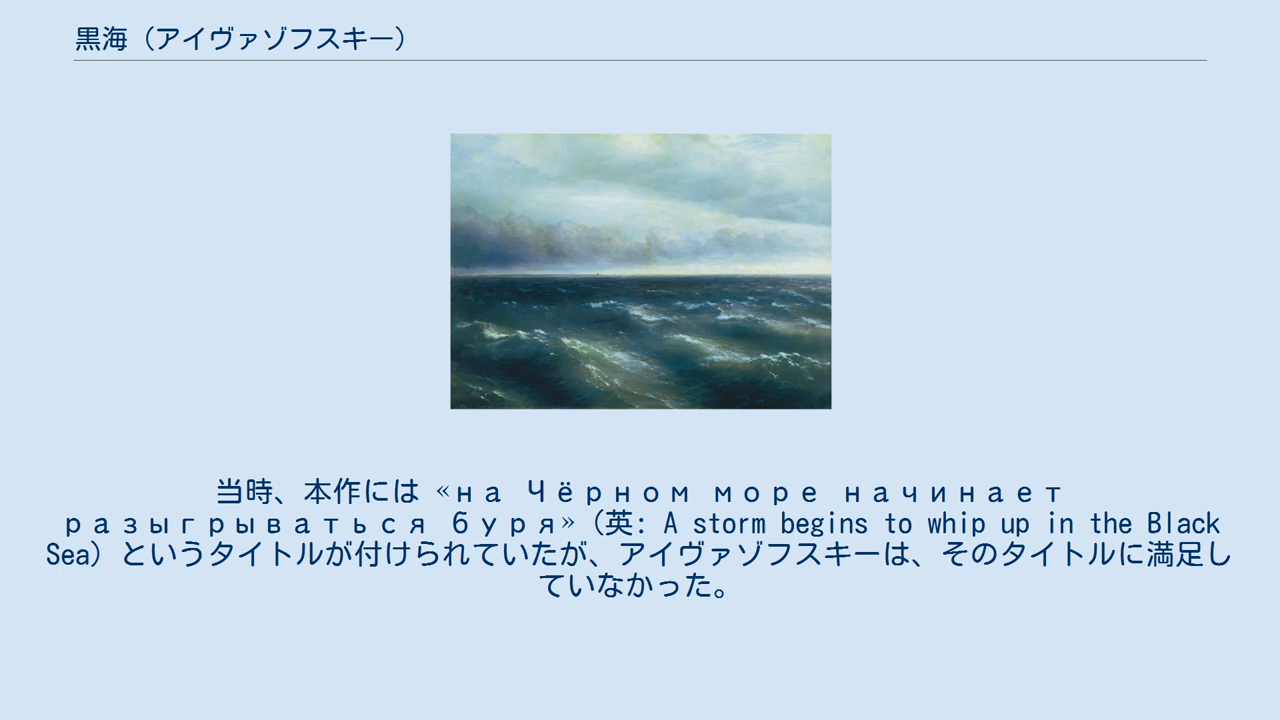 黒海（アイヴァゾフスキー）
当時、本作には «на Чёрном море начинает
разыгрываться буря»（英: A storm begins to whip up in the Black
Sea）というタイトルが付けられていたが、アイヴァゾフスキーは、そのタイトルに満足し
ていなかった。